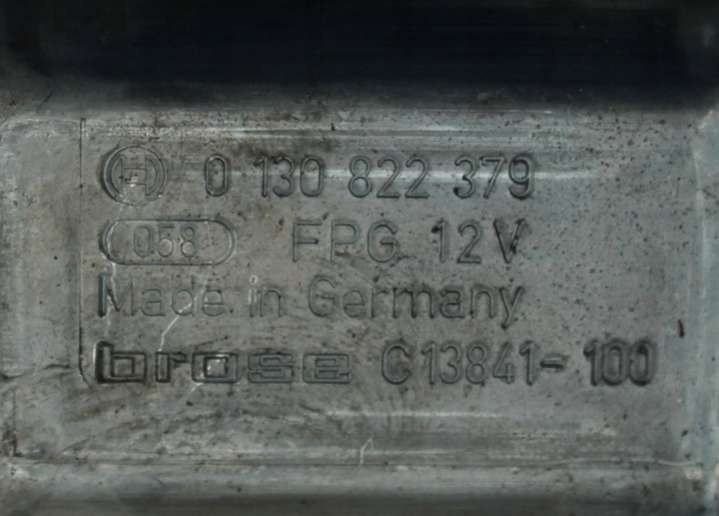 0 130 822 379
058 FPG 12V
Made in Germany
brose C13841-100